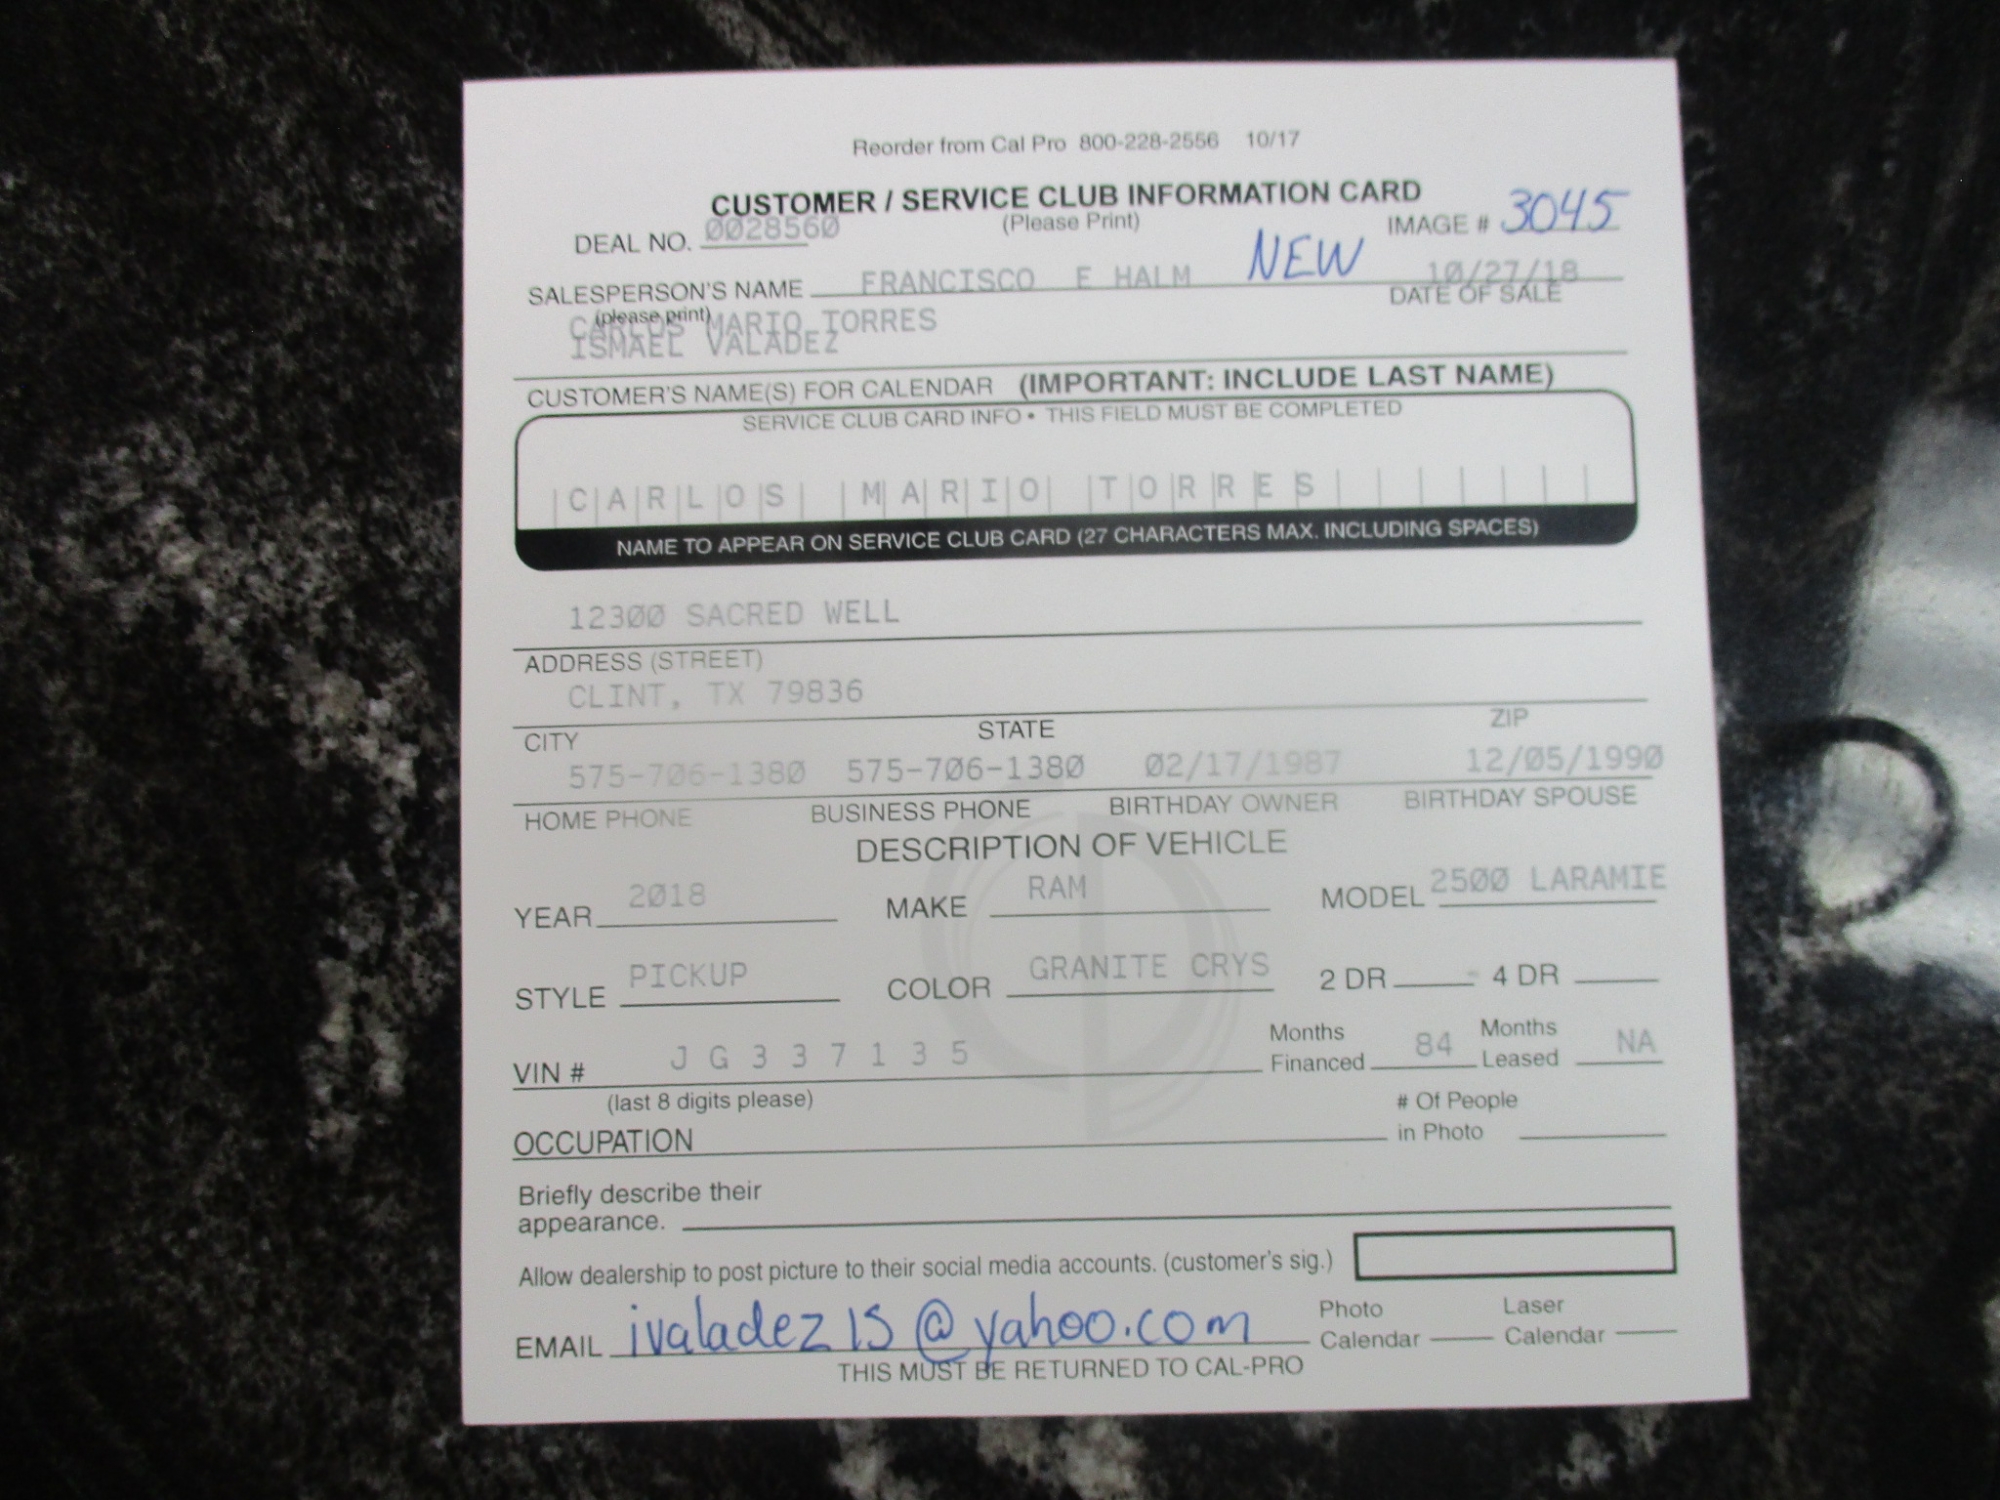 Reorder from Cal Pro 800-228-2556 10/17
CUSTOMER / SERVICE CLUB INFORMATION CARD
(Please Print)
DEAL NO. 0028560
IMAGE # 3045
SALESPERSON'S NAME FRANCISCO E HALM NEW 10/27/18
(please print) DATE OF SALE
CARLOS MARIO TORRES
ISMAEL VALADEZ
CUSTOMER'S NAME(S) FOR CALENDAR (IMPORTANT: INCLUDE LAST NAME)
SERVICE CLUB CARD INFO • THIS FIELD MUST BE COMPLETED
CARLOS MARIO TORRES
NAME TO APPEAR ON SERVICE CLUB CARD (27 CHARACTERS MAX. INCLUDING SPACES)
12300 SACRED WELL
ADDRESS (STREET)
CLINT, TX 79836
CITY STATE ZIP
575-706-1380 575-706-1380 02/17/1987 12/05/1990
HOME PHONE BUSINESS PHONE BIRTHDAY OWNER BIRTHDAY SPOUSE
DESCRIPTION OF VEHICLE
YEAR 2018 MAKE RAM MODEL 2500 LARAMIE
STYLE PICKUP COLOR GRANITE CRYS 2 DR 4 DR
VIN # J G 3 3 7 1 3 5 Months Financed 84 Months Leased NA
(last 8 digits please)
OCCUPATION # Of People in Photo
Briefly describe their
appearance.
Allow dealership to post picture to their social media accounts. (customer's sig.)
EMAIL ivaladez15@yahoo.com Photo Calendar Laser Calendar
THIS MUST BE RETURNED TO CAL-PRO